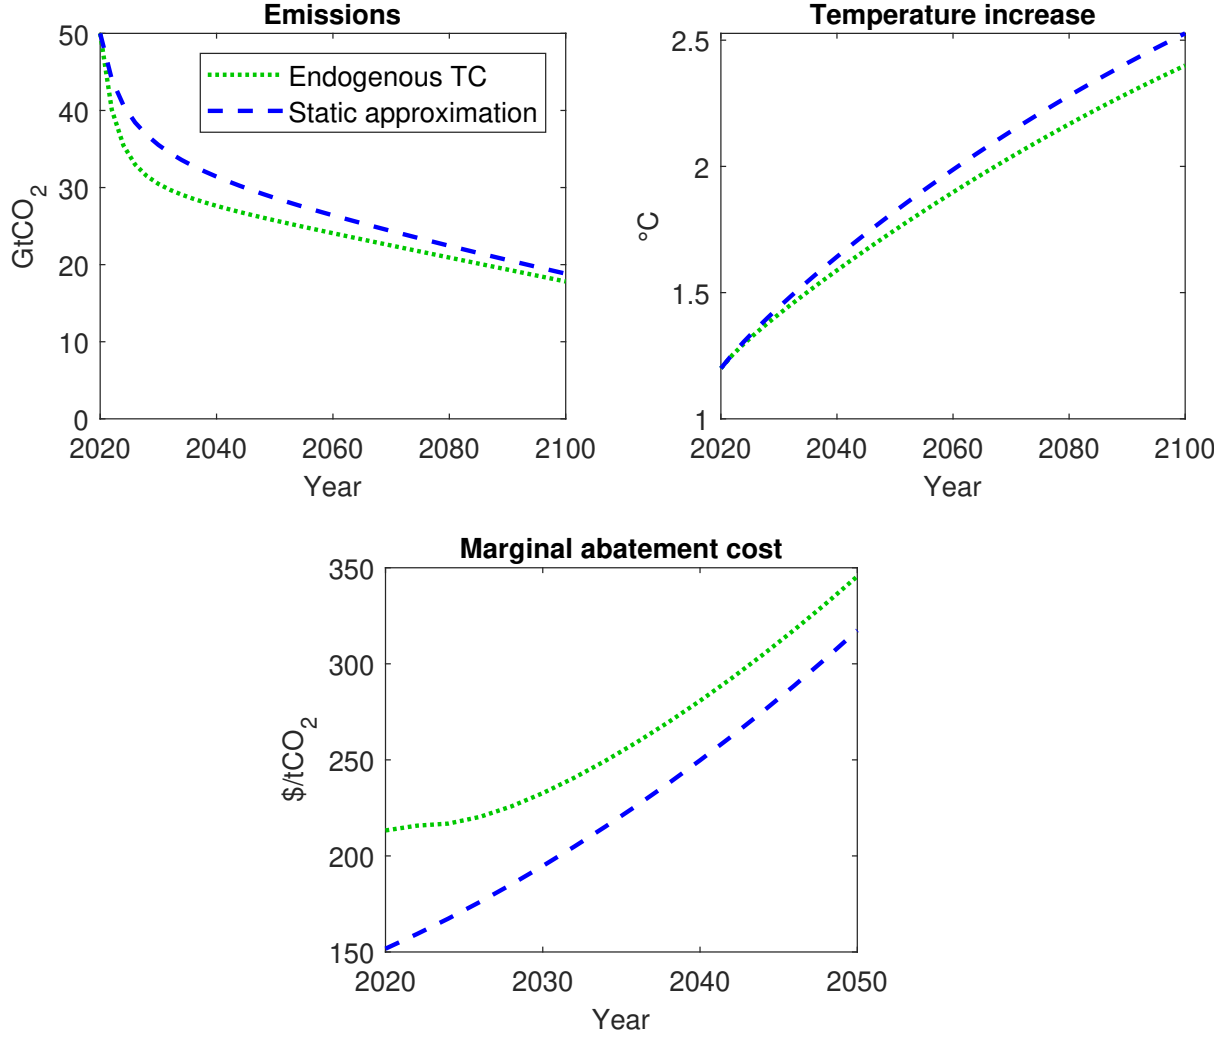 Emissions
50
40
30
20
10
0
GtCO2
Endogenous TC
Static approximation
2020 2040 2060 2080 2100
Year
Temperature increase
2.5
2
1.5
1
°C
2020 2040 2060 2080 2100
Year
Marginal abatement cost
350
300
250
200
150
$/tCO2
2020 2030 2040 2050
Year